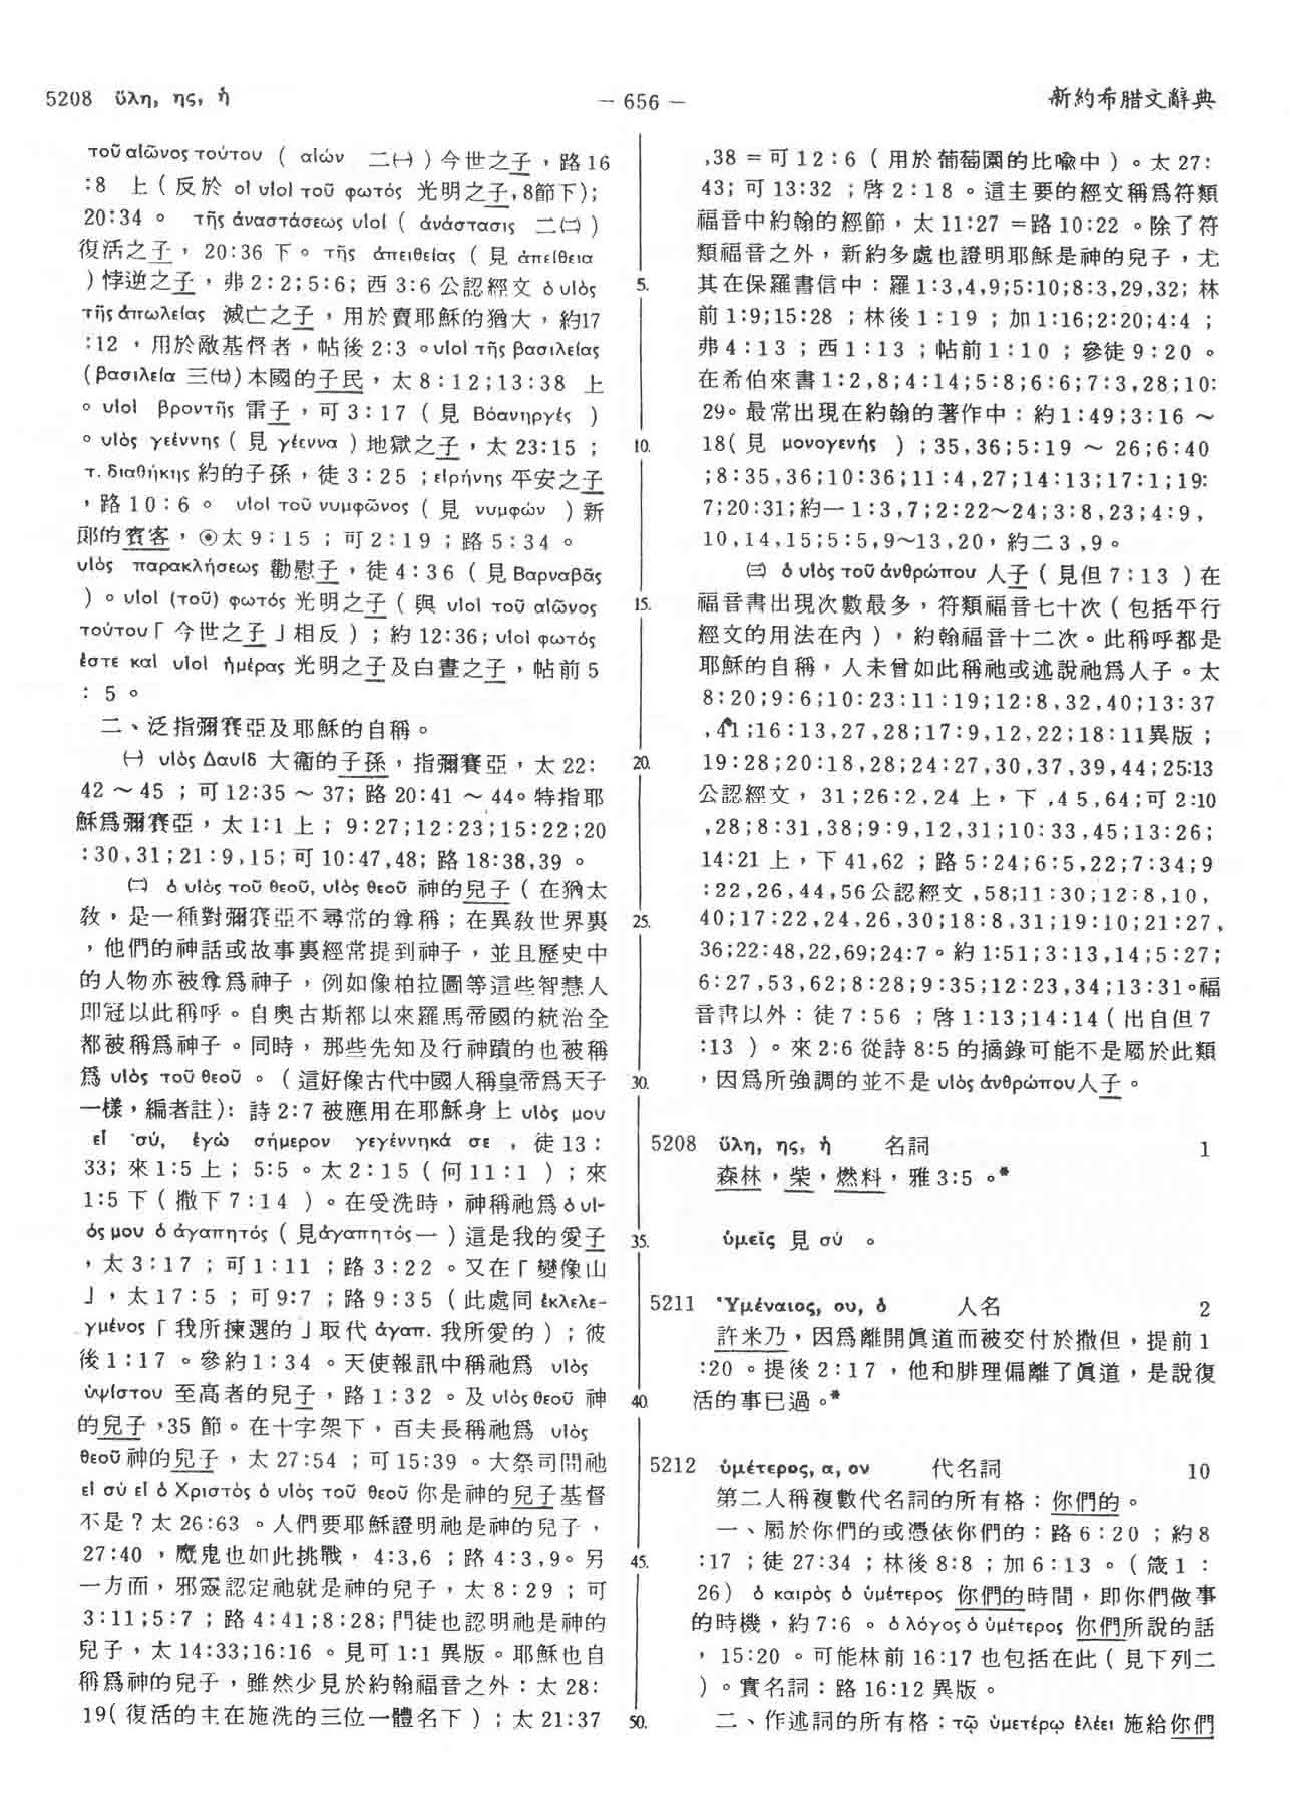 5208 ὕλη, ης, ἡ
— 656 —
新約希腊文辭典
τοῦ αἰῶνος τούτου ( αἰών 二㈠ ) 今世之子，路16
:8 上 ( 反於 οἱ υἱοὶ τοῦ φωτός 光明之子, 8節下);
20:34 。 τῆς ἀναστάσεως υἱοί ( ἀνάστασις 二㈡ )
復活之子， 20:36 下。 τῆς ἀπειθείας ( 見 ἀπείθεια
) 悖逆之子，弗 2:2; 5:6; 西 3:6 公認經文 ὁ υἱὸς
τῆς ἀπωλείας 滅亡之子，用於賣耶穌的猶大，約17
:12 ，用於敵基督者，帖後 2:3 。υἱοὶ τῆς βασιλείας
(βασιλεία 三㈦) 本國的子民，太 8:12; 13:38 上
。υἱοὶ βροντῆς 雷子，可 3:17 ( 見 Βοανηργές )
。υἱὸς γεέννης ( 見 γέεννα ) 地獄之子，太 23:15 ；
τ. διαθήκης 約的子孫，徒 3:25 ；εἰρήνης 平安之子
，路 10:6 。 υἱοὶ τοῦ νυμφῶνος ( 見 νυμφών ) 新
郎的賓客，⊙太 9:15 ；可 2:19 ；路 5:34 。
υἱὸς παρακλήσεως 勸慰子，徒 4:36 ( 見 Βαρναβᾶς
) 。υἱοὶ (τοῦ) φωτός 光明之子 ( 與 υἱοὶ τοῦ αἰῶνος
τούτου「 今世之子 」相反 ) ；約 12:36; υἱοὶ φωτός
ἐστε καὶ υἱοὶ ἡμέρας 光明之子及白晝之子，帖前 5
: 5 。
二、泛指彌賽亞及耶穌的自稱。
㈠ υἱὸς Δαυίδ 大衞的子孫，指彌賽亞，太 22:
42 ～ 45 ；可 12:35 ～ 37; 路 20:41 ～ 44。特指耶
穌爲彌賽亞，太 1:1 上； 9:27;12:23;15:22;20
:30,31;21:9,15; 可 10:47,48; 路 18:38,39 。
㈡ ὁ υἱὸς τοῦ θεοῦ, υἱὸς θεοῦ 神的兒子 ( 在猶太
敎，是一種對彌賽亞不尋常的尊稱；在異敎世界裏
，他們的神話或故事裏經常提到神子，並且歷史中
的人物亦被尊爲神子，例如像柏拉圖等這些智慧人
即冠以此稱呼。自奥古斯都以來羅馬帝國的統治全
都被稱爲神子。同時，那些先知及行神蹟的也被稱
爲 υἱὸς τοῦ θεοῦ 。 ( 這好像古代中國人稱皇帝爲天子
一樣，編者註)：詩 2:7 被應用在耶穌身上 υἱός μου
εἶ σύ, ἐγὼ σήμερον γεγέννηκά σε ，徒 13 :
33; 來 1:5 上； 5:5 。太 2:15 ( 何 11:1 ) ；來
1:5 下 ( 撒下 7:14 ) 。在受洗時，神稱祂爲 ὁ υἱ-
ός μου ὁ ἀγαπητός ( 見ἀγαπητός 一 ) 這是我的愛子
，太 3:17 ；可 1:11 ；路 3:22 。又在「 變像山
」，太 17:5 ；可 9:7 ；路 9:35 ( 此處同 ἐκλελε-
γμένος「 我所揀選的 」取代 ἀγαπ. 我所愛的 ) ；彼
後 1:17 。參約 1:34 。天使報訊中稱祂爲 υἱὸς
ὑψίστου 至高者的兒子，路 1:32 。及 υἱὸς θεοῦ 神
的兒子，35 節。在十字架下，百夫長稱祂爲 υἱὸς
θεοῦ 神的兒子，太 27:54 ；可 15:39 。大祭司問祂
εἰ σὺ εἶ ὁ Χριστὸς ὁ υἱὸς τοῦ θεοῦ 你是神的兒子基督
不是？太 26:63 。人們要耶穌證明祂是神的兒子，
27:40 ，魔鬼也如此挑戰， 4:3,6 ；路 4:3,9。另
一方而，邪靈認定祂就是神的兒子，太 8:29 ；可
3:11;5:7 ；路 4:41;8:28; 門徒也認明祂是神的
兒子，太 14:33;16:16 。見可 1:1 異版。耶穌也自
稱爲神的兒子，雖然少見於約翰福音之外：太 28:
19( 復活的主在施洗的三位一體名下 ) ；太 21:37
5.
10.
15.
20.
25.
30.
35.
40.
45.
50.
,38 = 可 12:6 ( 用於葡萄園的比喩中 ) 。太 27:
43; 可 13:32 ；啓 2:18 。這主要的經文稱爲符類
福音中約翰的經節，太 11:27 =路 10:22 。除了符
類福音之外，新約多處也證明耶穌是神的兒子，尤
其在保羅書信中：羅 1:3,4,9;5:10;8:3,29,32; 林
前 1:9;15:28 ；林後 1:19 ；加 1:16;2:20;4:4 ；
弗 4:13 ；西 1:13 ；帖前 1:10 ；參徒 9:20 。
在希伯來書 1:2,8;4:14;5:8;6:6;7:3,28;10:
29。最常出現在約翰的著作中：約 1:49;3:16 ～
18( 見 μονογενής ) ；35,36;5:19 ～ 26;6:40
;8:35,36;10:36;11:4,27;14:13;17:1;19:
7;20:31;約一 1:3,7;2:22～24;3:8,23;4:9,
10,14,15;5:5,9～13,20，約二 3,9。
㈢ ὁ υἱὸς τοῦ ἀνθρώπου 人子 ( 見但 7:13 ) 在
福音書出現次數最多，符類福音七十次 ( 包括平行
經文的用法在內 ) ，約翰福音十二次。此稱呼都是
耶穌的自稱，人未曾如此稱祂或述說祂爲人子。太
8:20;9:6;10:23:11:19;12:8,32,40;13:37
,41;16:13,27,28;17:9,12,22;18:11異版；
19:28;20:18,28;24:27,30,37,39,44;25:13
公認經文， 31;26:2,24 上，下 ,45,64;可 2:10
,28;8:31,38;9:9,12,31;10:33,45;13:26;
14:21 上，下 41,62 ；路 5:24;6:5,22;7:34;9
:22,26,44,56公認經文 ,58;11:30;12:8,10,
40;17:22,24,26,30;18:8,31;19:10;21:27,
36;22:48,22,69;24:7。約 1:51;3:13,14;5:27;
6:27,53,62;8:28;9:35;12:23,34;13:31。福
音書以外：徒 7:56 ；啓 1:13;14:14 ( 出自但 7
:13 ) 。來 2:6 從詩 8:5 的摘錄可能不是屬於此類
，因爲所強調的並不是 υἱὸς ἀνθρώπου 人子。
5208 ὕλη, ης, ἡ 名詞 1
森林，柴，燃料，雅 3:5 。*
ὑμεῖς 見 σύ 。
5211 Ὑμέναιος, ου, ὁ 人名 2
許米乃，因爲離開眞道而被交付於撒但，提前 1
:20 。提後 2:17 ，他和腓理偏離了眞道，是說復
活的事已過。*
5212 ὑμέτερος, α, ον 代名詞 10
第二人稱複數代名詞的所有格：你們的。
一、屬於你們的或憑依你們的：路 6:20 ；約 8
:17 ；徒 27:34 ；林後 8:8 ；加 6:13 。 ( 箴 1 :
26) ὁ καιρὸς ὁ ὑμέτερος 你們的時間，即你們做事
的時機，約 7:6 。 ὁ λόγος ὁ ὑμέτερος 你們所說的話
， 15:20 。可能林前 16:17 也包括在此 ( 見下列二
) 。實名詞：路 16:12 異版。
二、作述詞的所有格：τῷ ὑμετέρῳ ἐλέει 施給你們